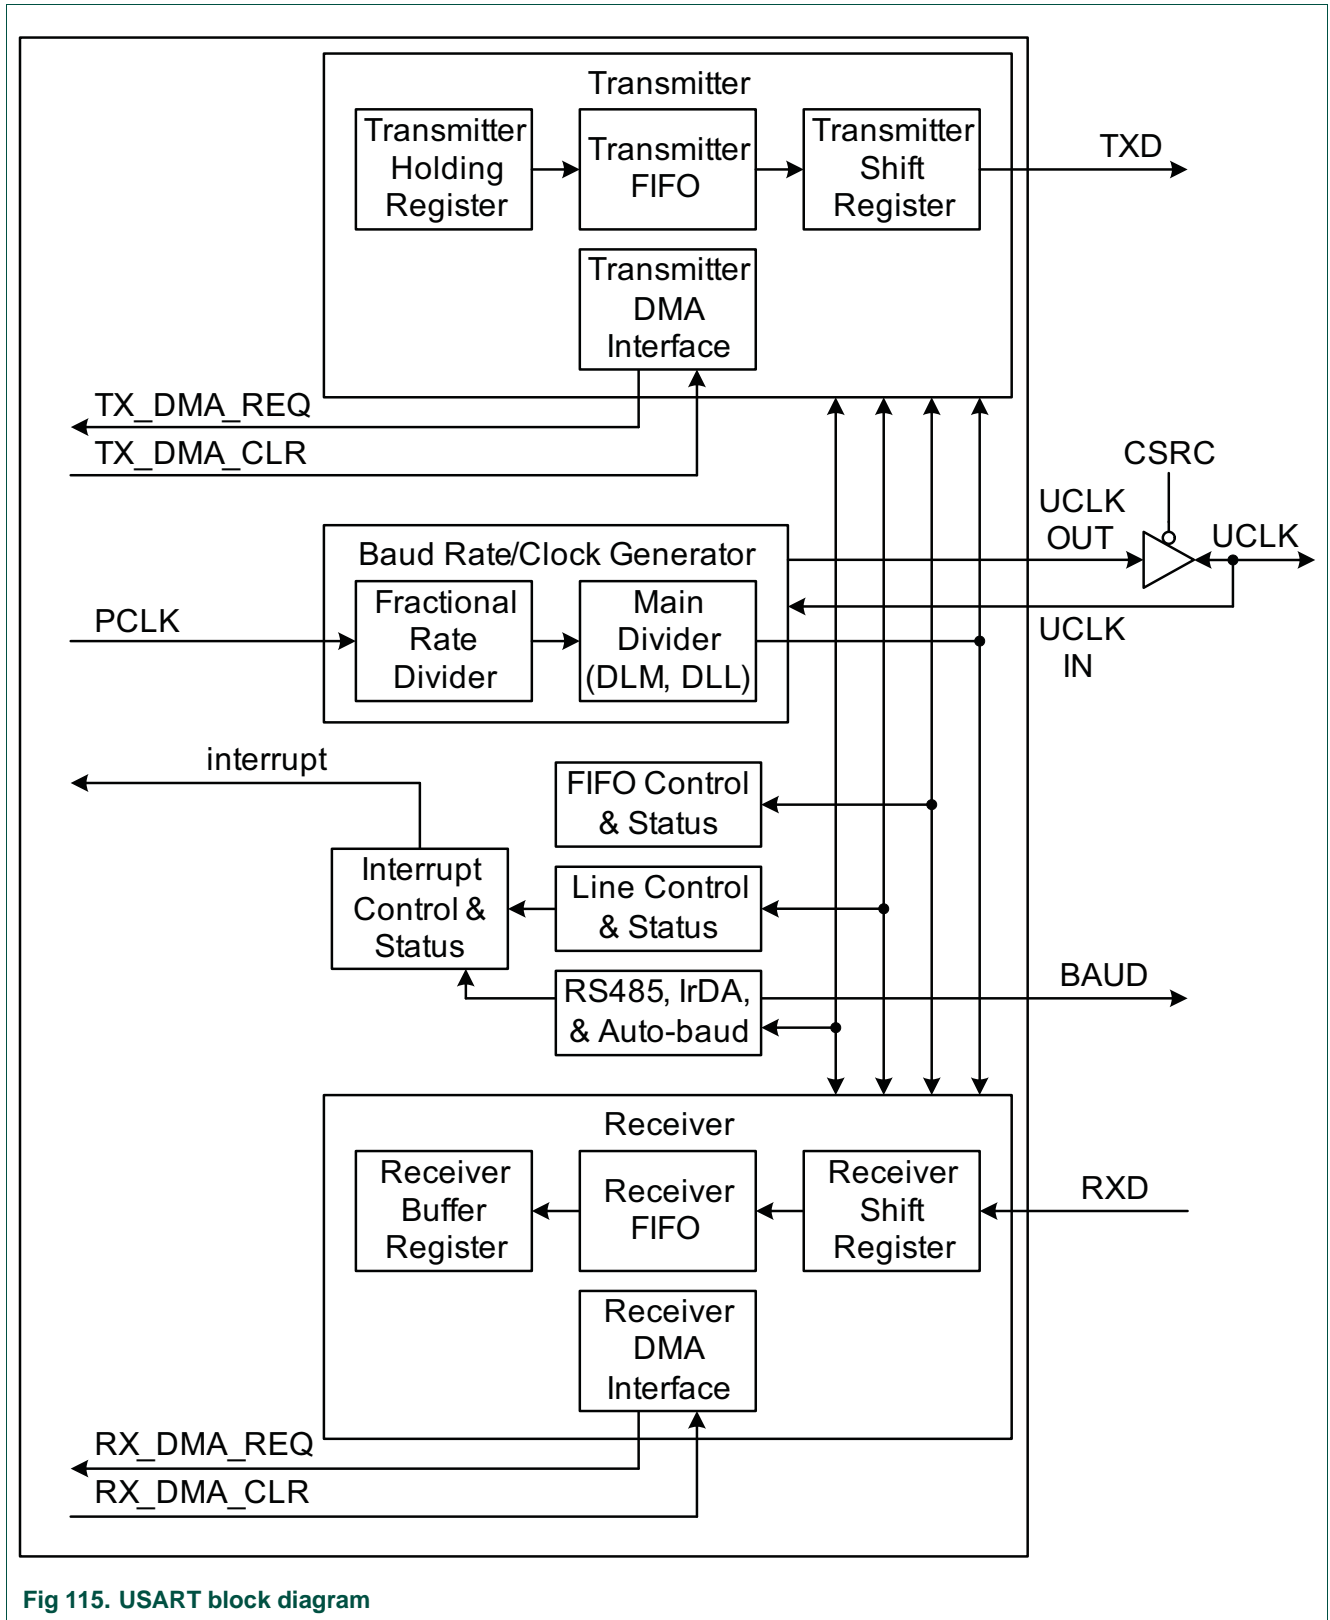 Transmitter
Transmitter
Holding
Register
Transmitter
FIFO
Transmitter
Shift
Register
TXD
Transmitter
DMA
Interface
TX_DMA_REQ
TX_DMA_CLR
CSRC
UCLK
OUT
UCLK
Baud Rate/Clock Generator
PCLK
Fractional
Rate
Divider
Main
Divider
(DLM, DLL)
UCLK
IN
interrupt
FIFO Control
& Status
Interrupt
Control &
Status
Line Control
& Status
RS485, IrDA,
& Auto-baud
BAUD
Receiver
Receiver
Buffer
Register
Receiver
FIFO
Receiver
Shift
Register
RXD
Receiver
DMA
Interface
RX_DMA_REQ
RX_DMA_CLR
Fig 115. USART block diagram